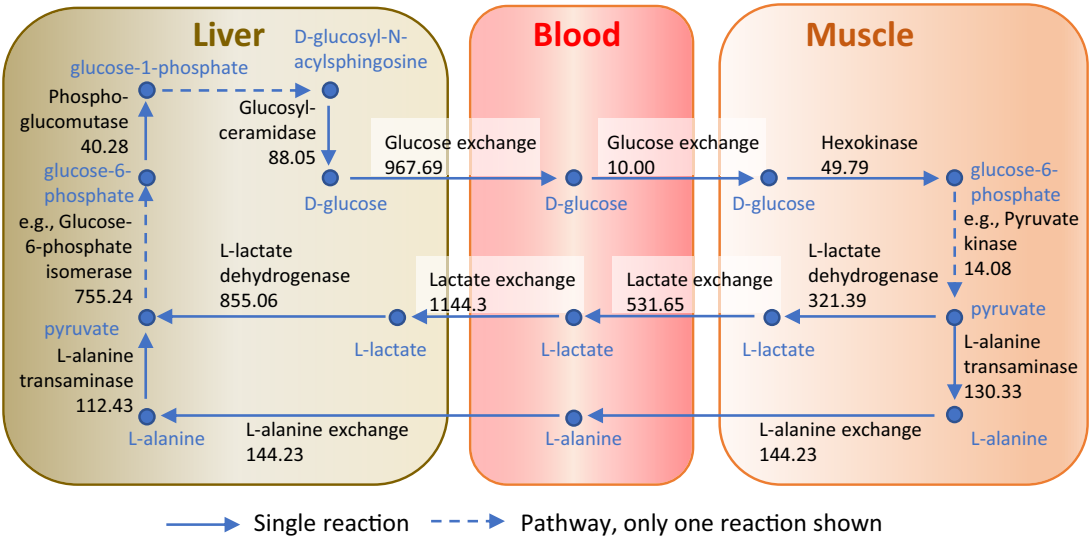 Liver
Blood
Muscle
D-glucosyl-N-
acylsphingosine
glucose-1-phosphate
Phospho-
glucomutase
40.28
Glucosyl-
ceramidase
88.05
Glucose exchange
967.69
Glucose exchange
10.00
Hexokinase
49.79
glucose-6-
phosphate
D-glucose
D-glucose
D-glucose
glucose-6-
phosphate
e.g., Glucose-
6-phosphate
isomerase
755.24
e.g., Pyruvate
kinase
14.08
L-lactate
dehydrogenase
855.06
Lactate exchange
1144.3
Lactate exchange
531.65
L-lactate
dehydrogenase
321.39
pyruvate
L-lactate
L-lactate
L-lactate
pyruvate
L-alanine
transaminase
112.43
L-alanine
transaminase
130.33
L-alanine
L-alanine exchange
144.23
L-alanine
L-alanine exchange
144.23
L-alanine
Single reaction
Pathway, only one reaction shown